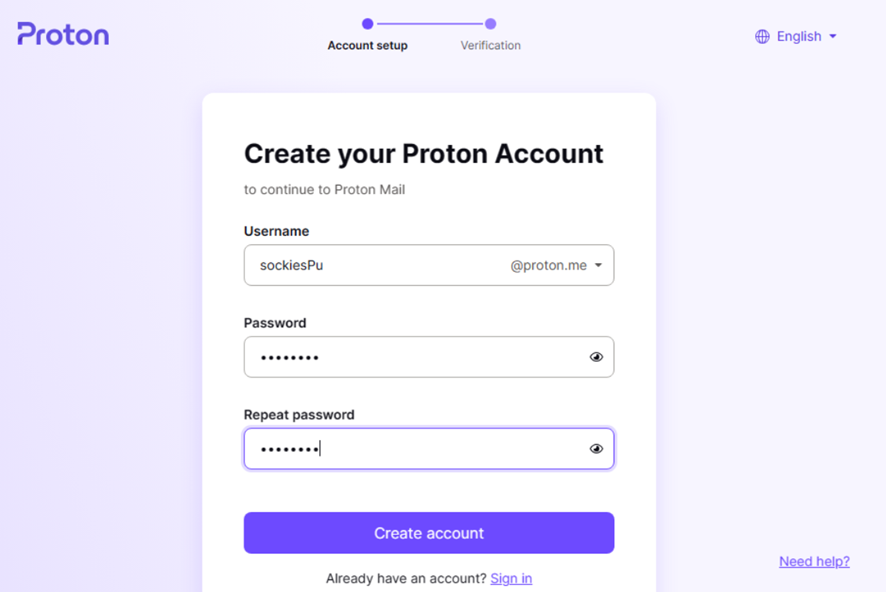 Proton
Account setup
Verification
English
Create your Proton Account
to continue to Proton Mail
Username
sockiesPu @proton.me
Password
••••••••
Repeat password
••••••••
Create account
Already have an account? Sign in
Need help?